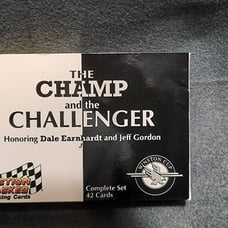 THE
CHAMP
and the
CHALLENGER
Honoring Dale Earnhardt and Jeff Gordon
WINSTON CUP
Complete Set
42 Cards